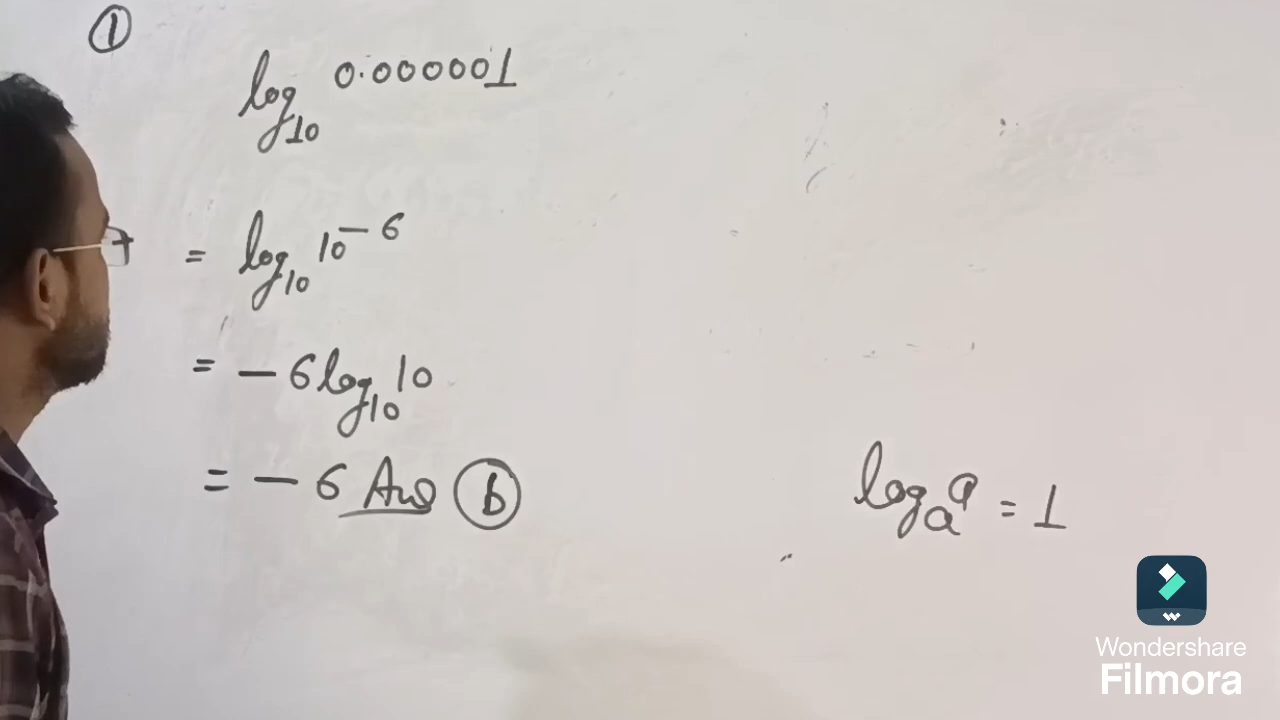 ①
log₁₀ 0.000001
= log₁₀ 10⁻⁶
= − 6 log₁₀ 10
= − 6 Ans ⓑ
logₐ a = 1
Wondershare
Filmora